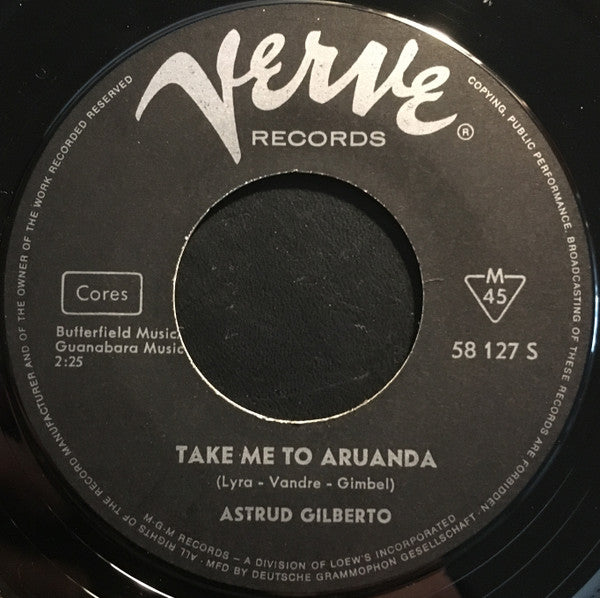 Verve
RECORDS
®
Cores
Butterfield Music,
Guanabara Music
2:25
M
45
58 127 S
TAKE ME TO ARUANDA
(Lyra - Vandre - Gimbel)
ASTRUD GILBERTO
M-G-M RECORDS - A DIVISION OF LOEW'S INCORPORATED
ALL RIGHTS OF THE RECORD MANUFACTURER AND OF THE OWNER OF THE WORK RECORDED RESERVED
COPYING, PUBLIC PERFORMANCE, BROADCASTING OF THESE RECORDS ARE FORBIDDEN · MFD BY DEUTSCHE GRAMMOPHON GESELLSCHAFT ·